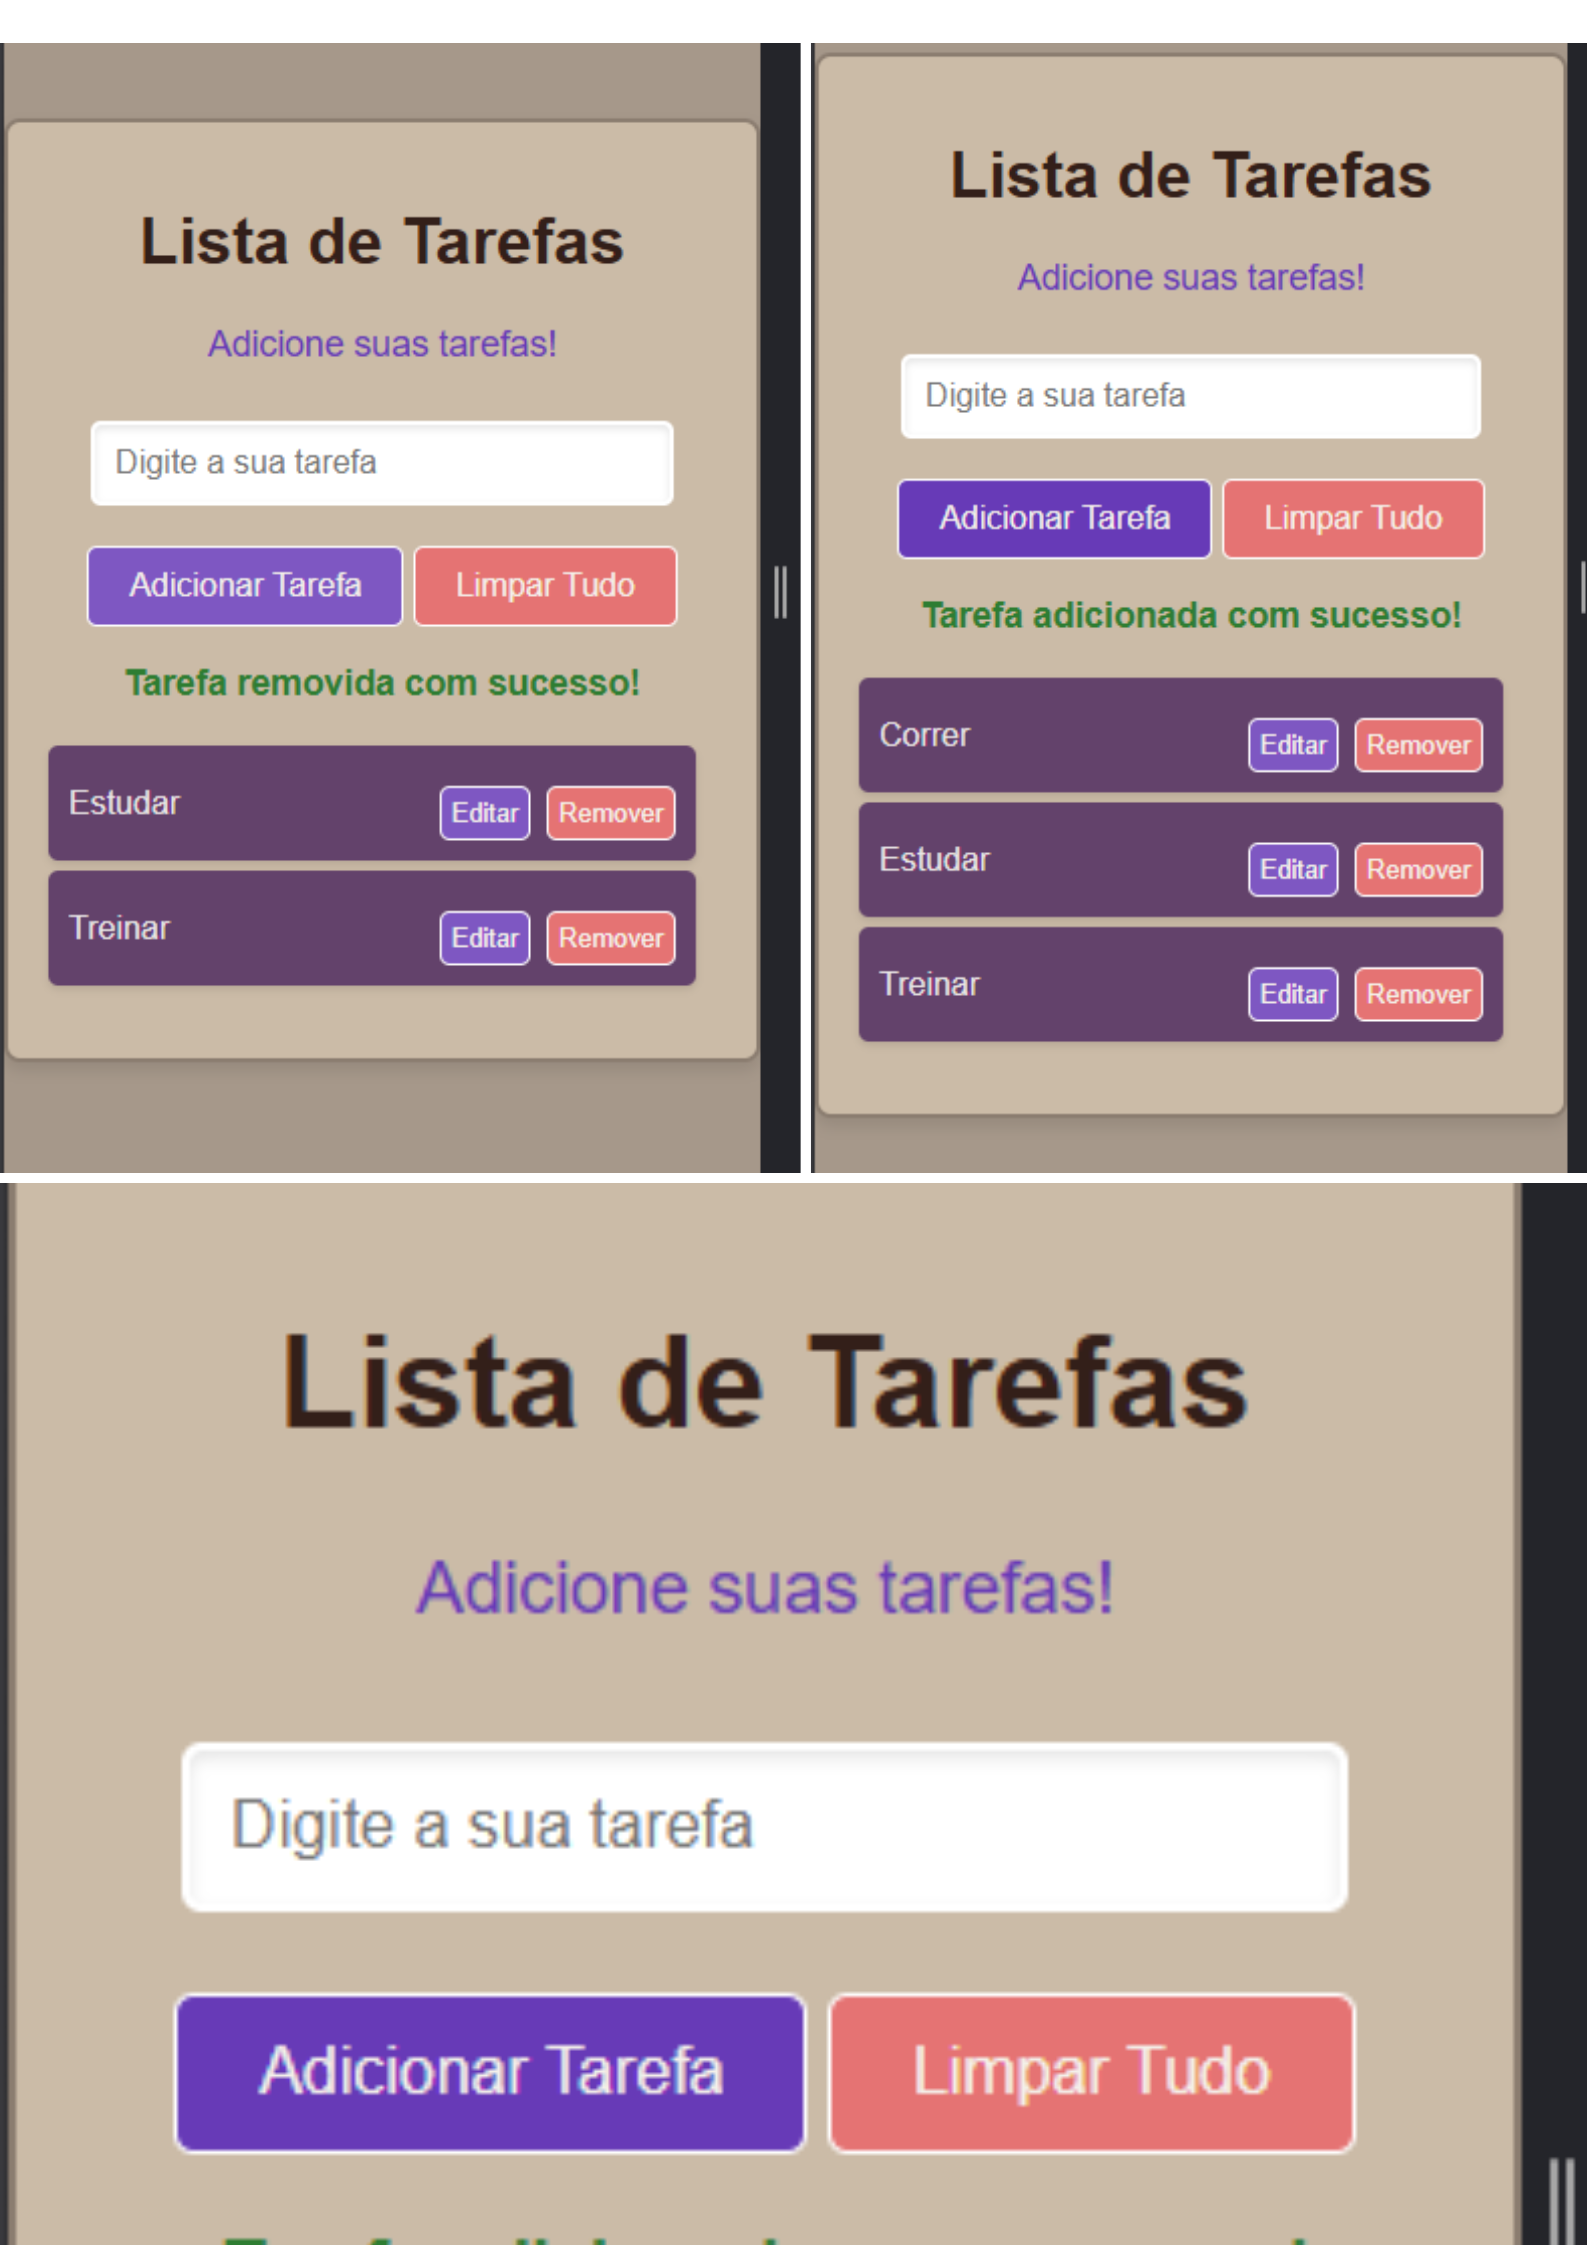 Lista de Tarefas
Adicione suas tarefas!
Digite a sua tarefa
Adicionar Tarefa Limpar Tudo
Tarefa removida com sucesso!
Estudar Editar Remover
Treinar Editar Remover
Lista de Tarefas
Adicione suas tarefas!
Digite a sua tarefa
Adicionar Tarefa Limpar Tudo
Tarefa adicionada com sucesso!
Correr Editar Remover
Estudar Editar Remover
Treinar Editar Remover
Lista de Tarefas
Adicione suas tarefas!
Digite a sua tarefa
Adicionar Tarefa Limpar Tudo